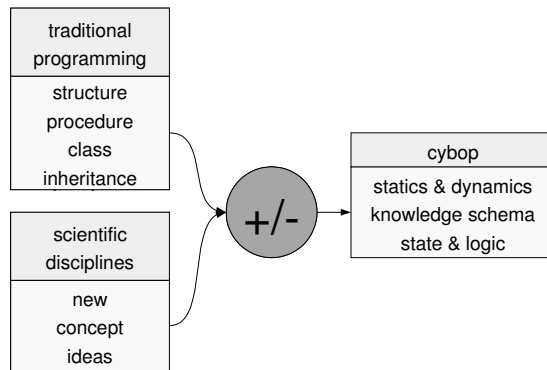 traditional
programming
structure
procedure
class
inheritance
scientific
disciplines
new
concept
ideas
+/-
cybop
statics & dynamics
knowledge schema
state & logic